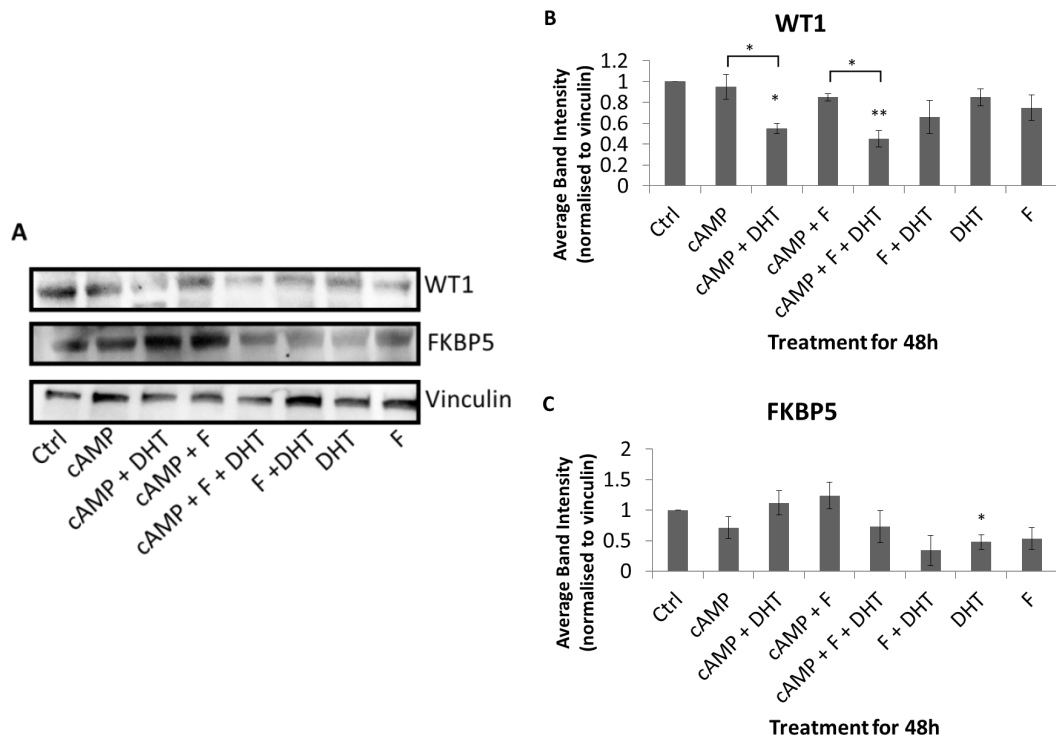 A
WT1
FKBP5
Vinculin
Ctrl
cAMP
cAMP + DHT
cAMP + F
cAMP + F + DHT
F +DHT
DHT
F
B
WT1
Average Band Intensity
(normalised to vinculin)
1.2
1
0.8
0.6
0.4
0.2
0
*
*
*
**
Ctrl
cAMP
cAMP + DHT
cAMP + F
cAMP + F + DHT
F + DHT
DHT
F
Treatment for 48h
C
FKBP5
Average Band Intensity
(normalised to vinculin)
2
1.5
1
0.5
0
*
Ctrl
cAMP
cAMP + DHT
cAMP + F
cAMP + F + DHT
F + DHT
DHT
F
Treatment for 48h